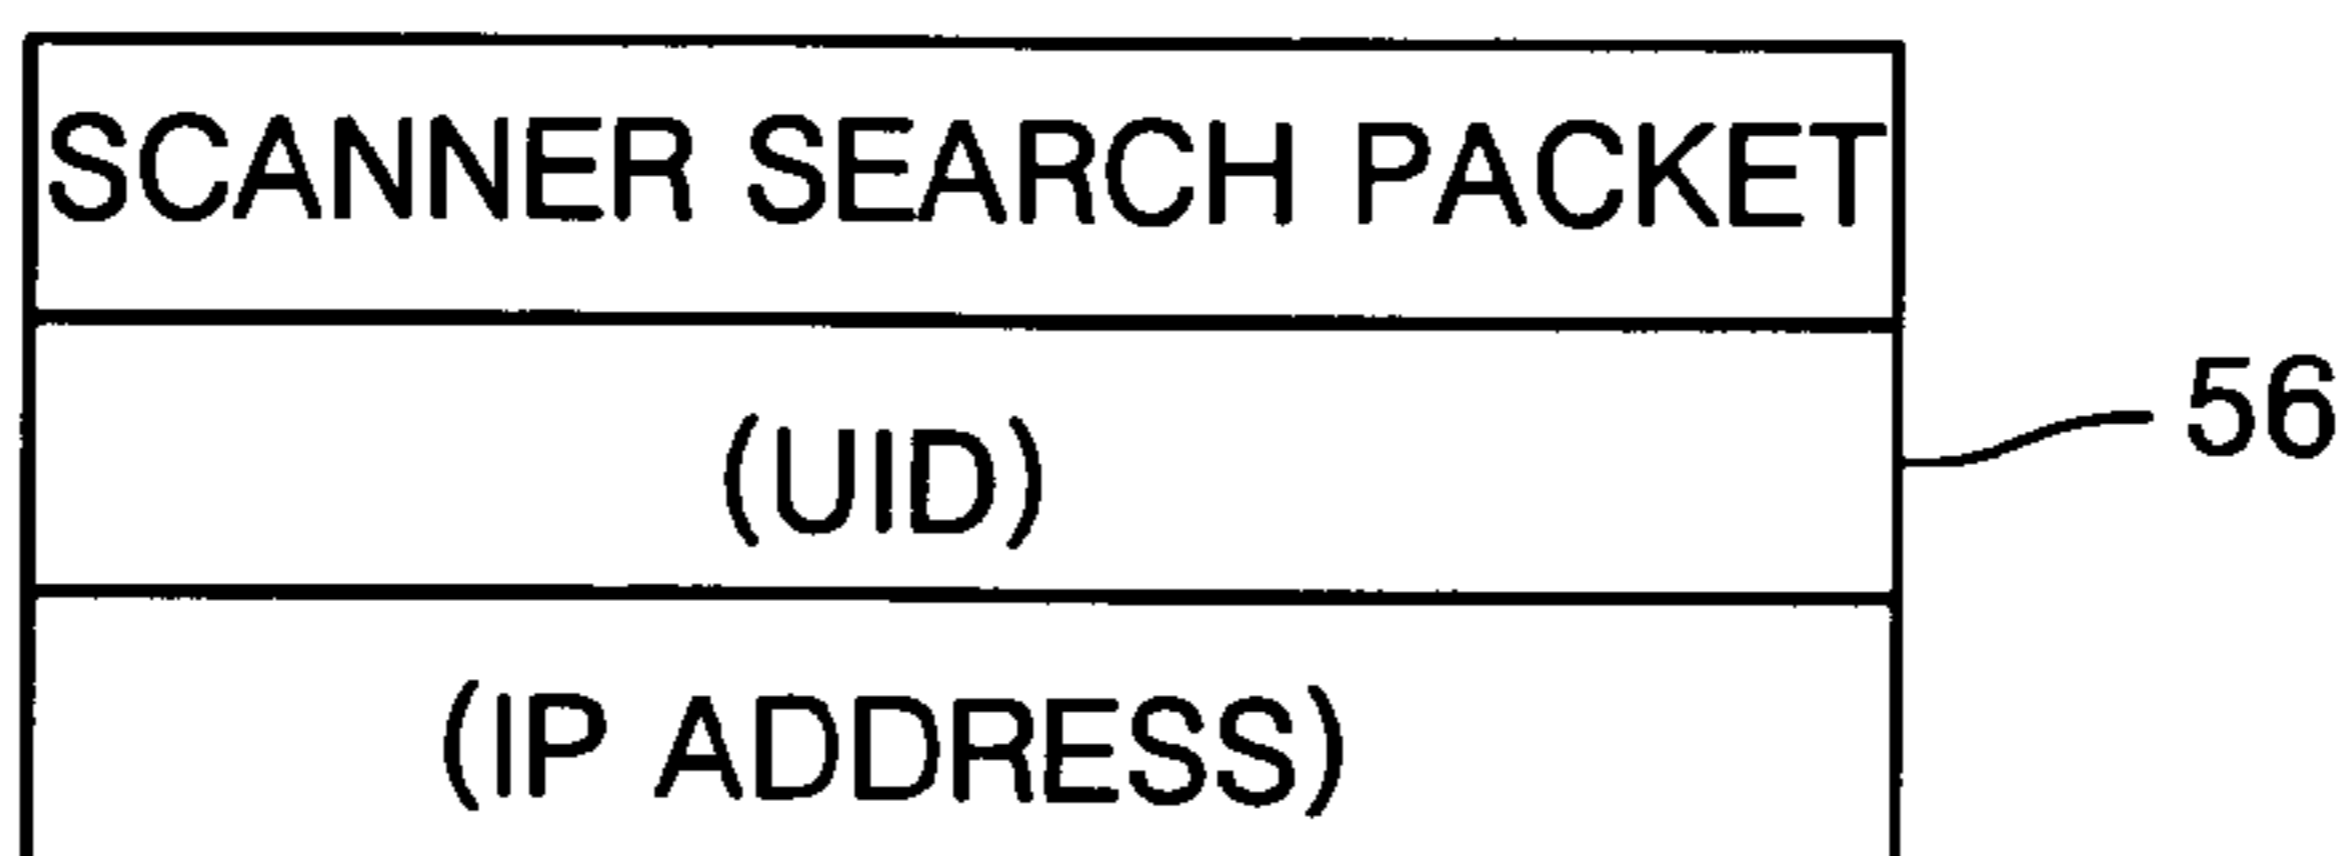 SCANNER SEARCH PACKET
(UID)
56
(IP ADDRESS)